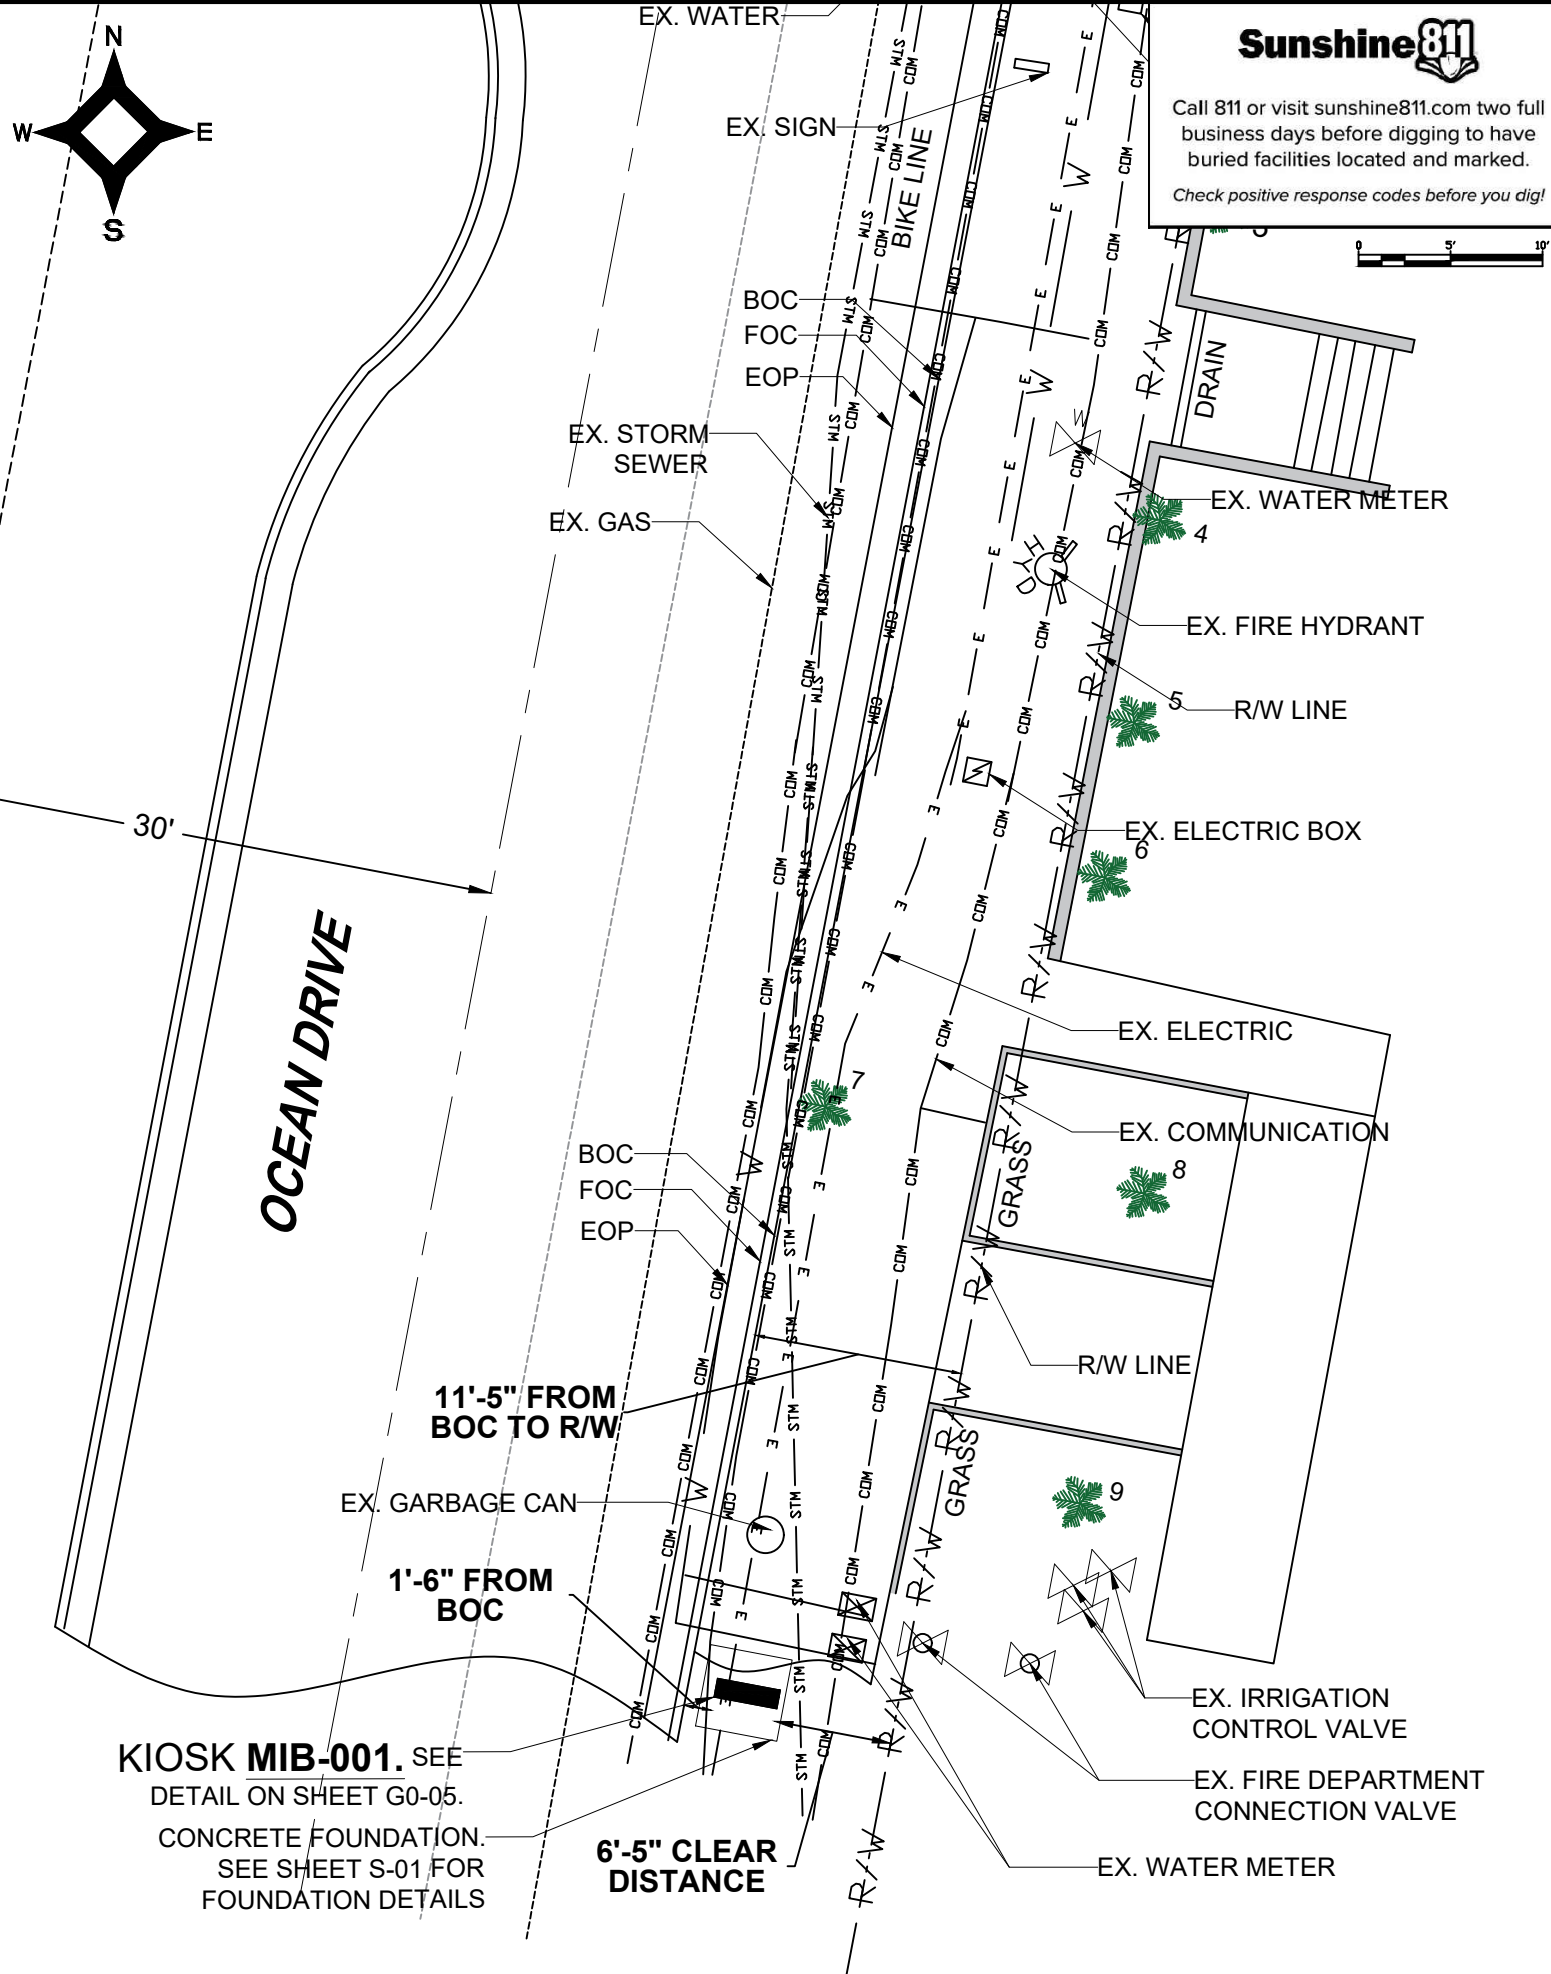 EX. WATER
N
W
E
S
Sunshine811
Call 811 or visit sunshine811.com two full
business days before digging to have
buried facilities located and marked.
Check positive response codes before you dig!
0 5' 10'
EX. SIGN
BIKE LINE
BOC
FOC
EOP
DRAIN
EX. STORM
SEWER
EX. GAS
EX. WATER METER
4
HYD
EX. FIRE HYDRANT
5
R/W LINE
30'
EX. ELECTRIC BOX
6
OCEAN DRIVE
EX. ELECTRIC
7
EX. COMMUNICATION
GRASS
8
BOC
FOC
EOP
R/W LINE
11'-5" FROM
BOC TO R/W
GRASS
9
EX. GARBAGE CAN
1'-6" FROM
BOC
EX. IRRIGATION
CONTROL VALVE
KIOSK MIB-001. SEE
DETAIL ON SHEET G0-05.
EX. FIRE DEPARTMENT
CONNECTION VALVE
CONCRETE FOUNDATION.
SEE SHEET S-01 FOR
FOUNDATION DETAILS
6'-5" CLEAR
DISTANCE
EX. WATER METER
R/W
COM
STM
E
W